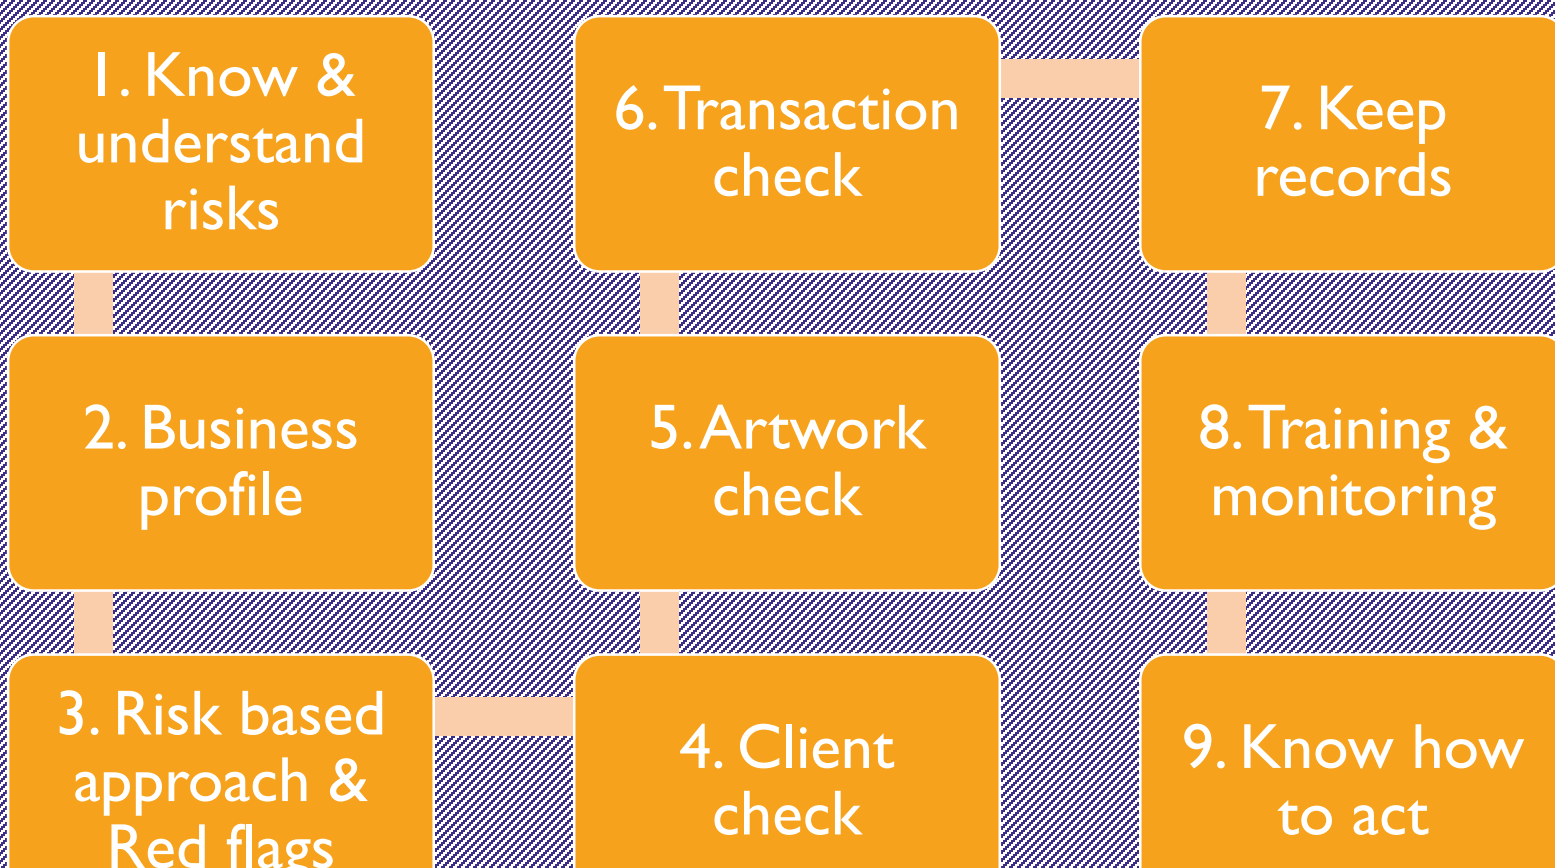 1. Know &
understand
risks
2. Business
profile
3. Risk based
approach &
Red flags
4. Client
check
5. Artwork
check
6. Transaction
check
7. Keep
records
8. Training &
monitoring
9. Know how
to act